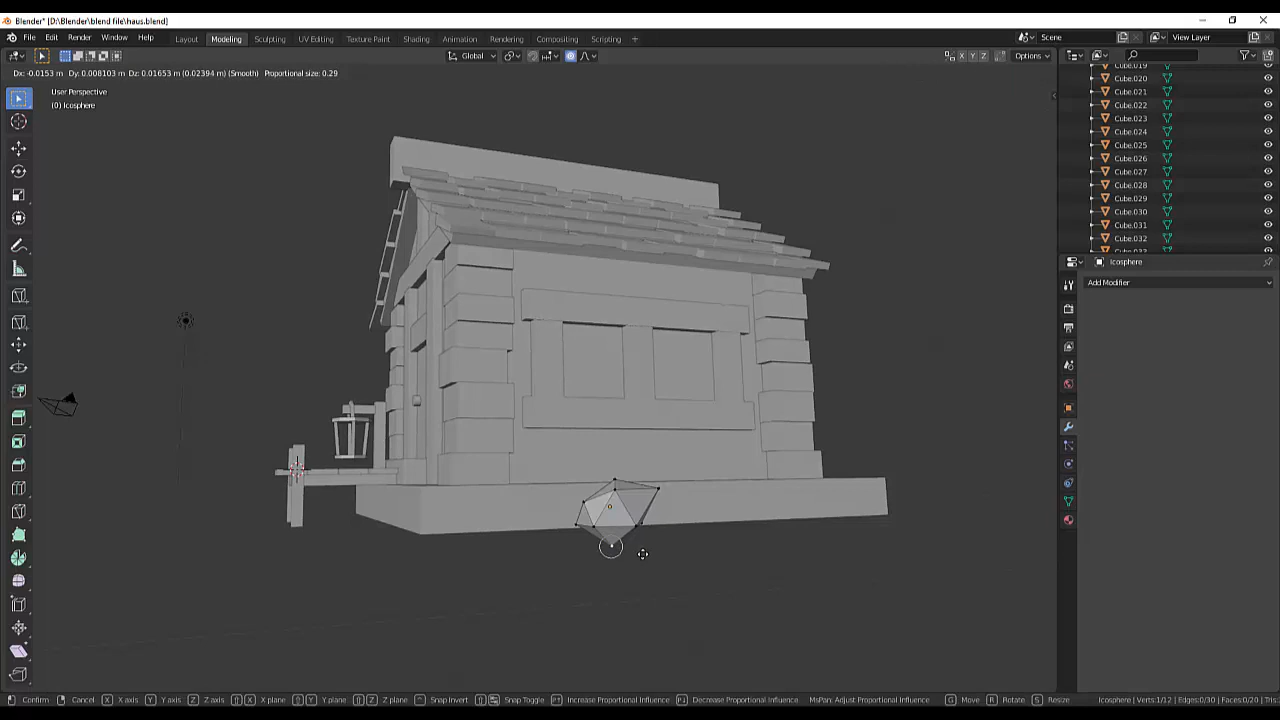 Blender* [D:\Blender\blend file\haus.blend]
File Edit Render Window Help Layout Modeling Sculpting UV Editing Texture Paint Shading Animation Rendering Compositing Scripting + Scene View Layer
Global X Y Z Options
Dx: -0.0153 m Dy: 0.008103 m Dz: 0.01653 m (0.02394 m) (Smooth) Proportional size: 0.29
User Perspective
(0) Icosphere
Cube.019
Cube.020
Cube.021
Cube.022
Cube.023
Cube.024
Cube.025
Cube.026
Cube.027
Cube.028
Cube.029
Cube.030
Cube.031
Cube.032
Icosphere
Add Modifier
Confirm Cancel X X axis Y Y axis Z Z axis X X plane Y Y plane Z Z plane Snap Invert Snap Toggle Increase Proportional Influence Decrease Proportional Influence MsPan: Adjust Proportional Influence G Move R Rotate S Resize Icosphere | Verts:1/12 | Edges:0/30 | Faces:0/20 | Tris